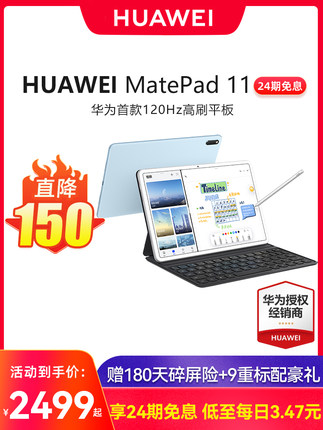 HUAWEI
HUAWEI MatePad 11 24期免息
华为首款120Hz高刷平板
直降
150
TimeLine
华为授权
经销商
HUAWEI
活动到手价:
¥2499起
赠180天碎屏险+9重标配豪礼
享24期免息 低至每日3.47元